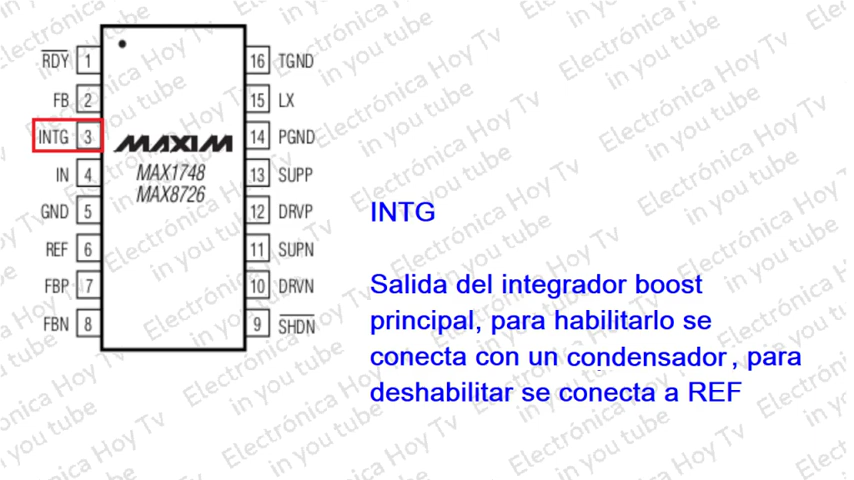 RDY 1
FB 2
INTG 3
IN 4
GND 5
REF 6
FBP 7
FBN 8
MAXIM
MAX1748
MAX8726
16 TGND
15 LX
14 PGND
13 SUPP
12 DRVP
11 SUPN
10 DRVN
9 SHDN
INTG
Salida del integrador boost
principal, para habilitarlo se
conecta con un condensador, para
deshabilitar se conecta a REF
Electrónica Hoy Tv
in you tube